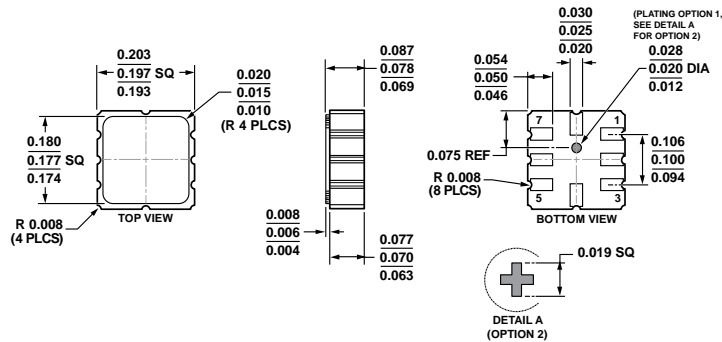 0.203
0.197 SQ
0.193
0.180
0.177 SQ
0.174
0.020
0.015
0.010
(R 4 PLCS)
R 0.008
(4 PLCS)
TOP VIEW
0.087
0.078
0.069
0.008
0.006
0.004
0.077
0.070
0.063
0.030
0.025
0.020
0.054
0.050
0.046
(PLATING OPTION 1,
SEE DETAIL A
FOR OPTION 2)
0.028
0.020 DIA
0.012
7
1
0.075 REF
0.106
0.100
0.094
R 0.008
(8 PLCS)
5
3
BOTTOM VIEW
0.019 SQ
DETAIL A
(OPTION 2)